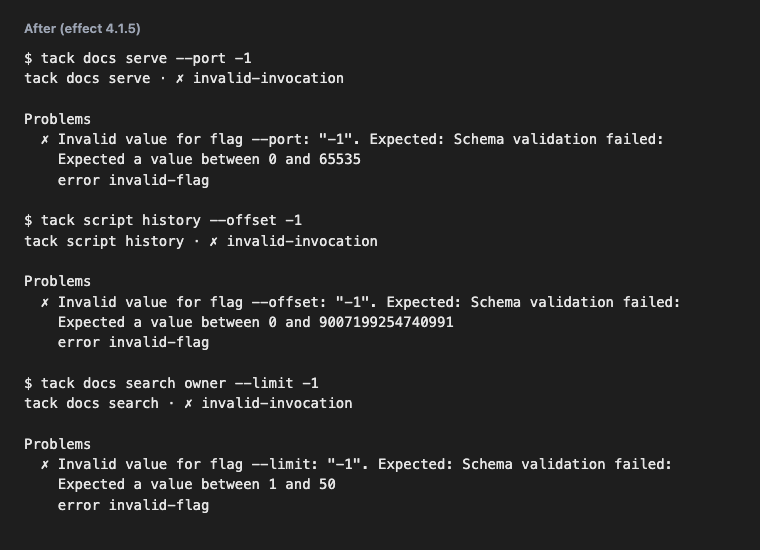 After (effect 4.1.5)
$ tack docs serve --port -1
tack docs serve · ✗ invalid-invocation
Problems
✗ Invalid value for flag --port: "-1". Expected: Schema validation failed:
Expected a value between 0 and 65535
error invalid-flag
$ tack script history --offset -1
tack script history · ✗ invalid-invocation
Problems
✗ Invalid value for flag --offset: "-1". Expected: Schema validation failed:
Expected a value between 0 and 9007199254740991
error invalid-flag
$ tack docs search owner --limit -1
tack docs search · ✗ invalid-invocation
Problems
✗ Invalid value for flag --limit: "-1". Expected: Schema validation failed:
Expected a value between 1 and 50
error invalid-flag